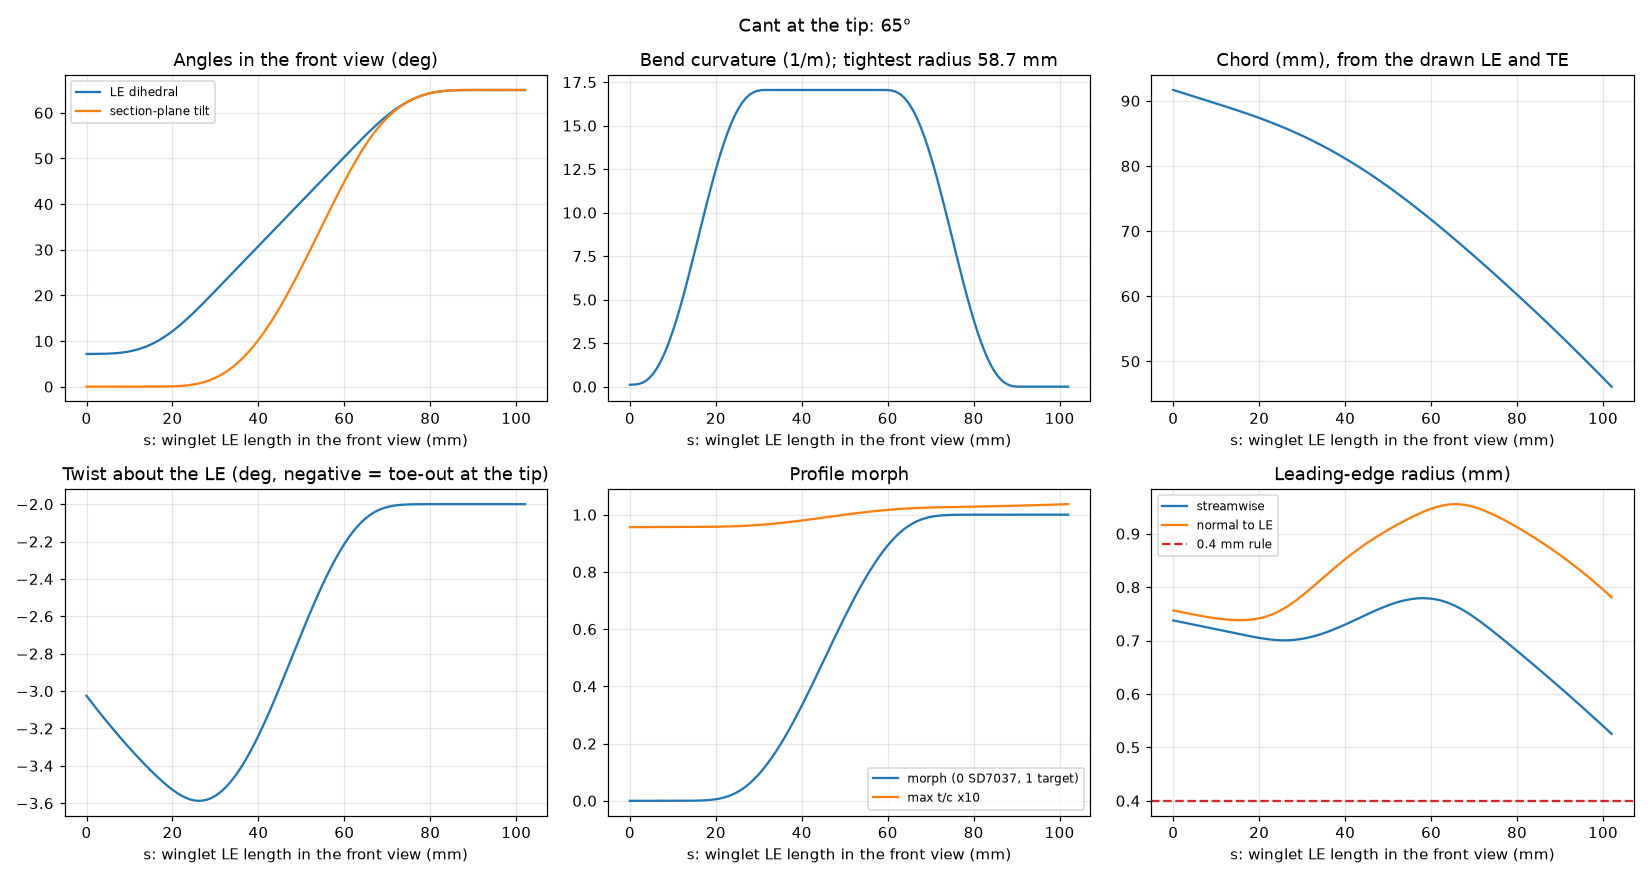 Cant at the tip: 65°
Angles in the front view (deg)
LE dihedral
section-plane tilt
60
50
40
30
20
10
0
0 20 40 60 80 100
s: winglet LE length in the front view (mm)
Bend curvature (1/m); tightest radius 58.7 mm
17.5
15.0
12.5
10.0
7.5
5.0
2.5
0.0
0 20 40 60 80 100
s: winglet LE length in the front view (mm)
Chord (mm), from the drawn LE and TE
90
80
70
60
50
0 20 40 60 80 100
s: winglet LE length in the front view (mm)
Twist about the LE (deg, negative = toe-out at the tip)
−2.0
−2.2
−2.4
−2.6
−2.8
−3.0
−3.2
−3.4
−3.6
0 20 40 60 80 100
s: winglet LE length in the front view (mm)
Profile morph
1.0
0.8
0.6
0.4
0.2
0.0
morph (0 SD7037, 1 target)
max t/c x10
0 20 40 60 80 100
s: winglet LE length in the front view (mm)
Leading-edge radius (mm)
streamwise
normal to LE
0.4 mm rule
0.9
0.8
0.7
0.6
0.5
0.4
0 20 40 60 80 100
s: winglet LE length in the front view (mm)